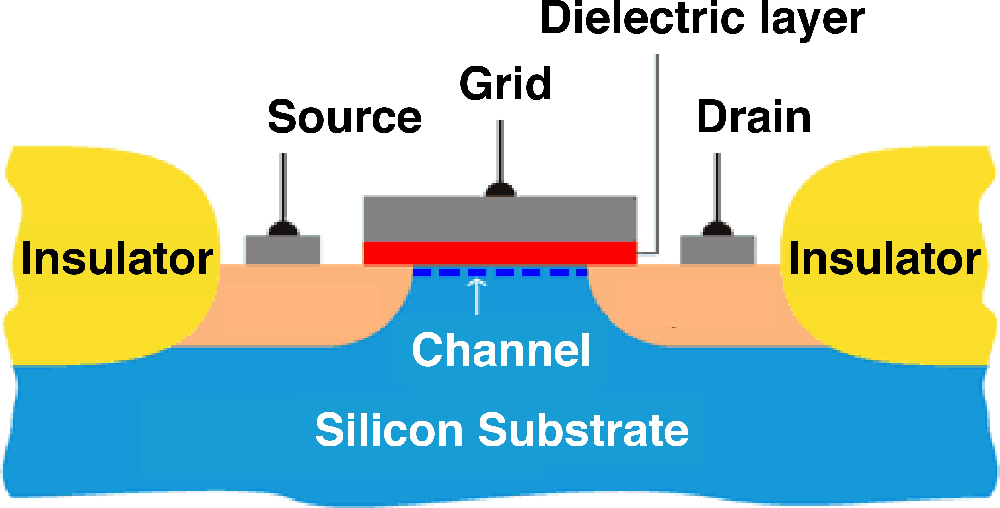 Dielectric layer
Grid
Source
Drain
Insulator
Insulator
Channel
Silicon Substrate